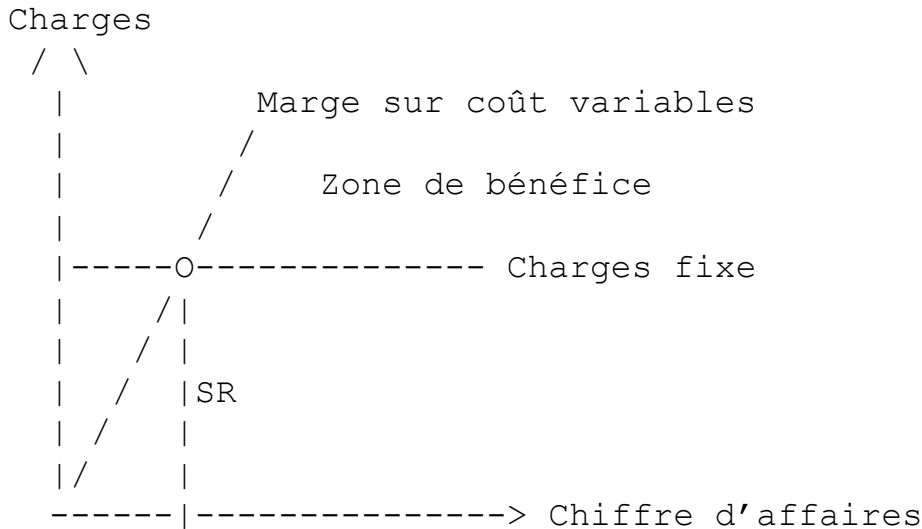 Charges
Marge sur coût variables
Zone de bénéfice
Charges fixe
SR
Chiffre d'affaires